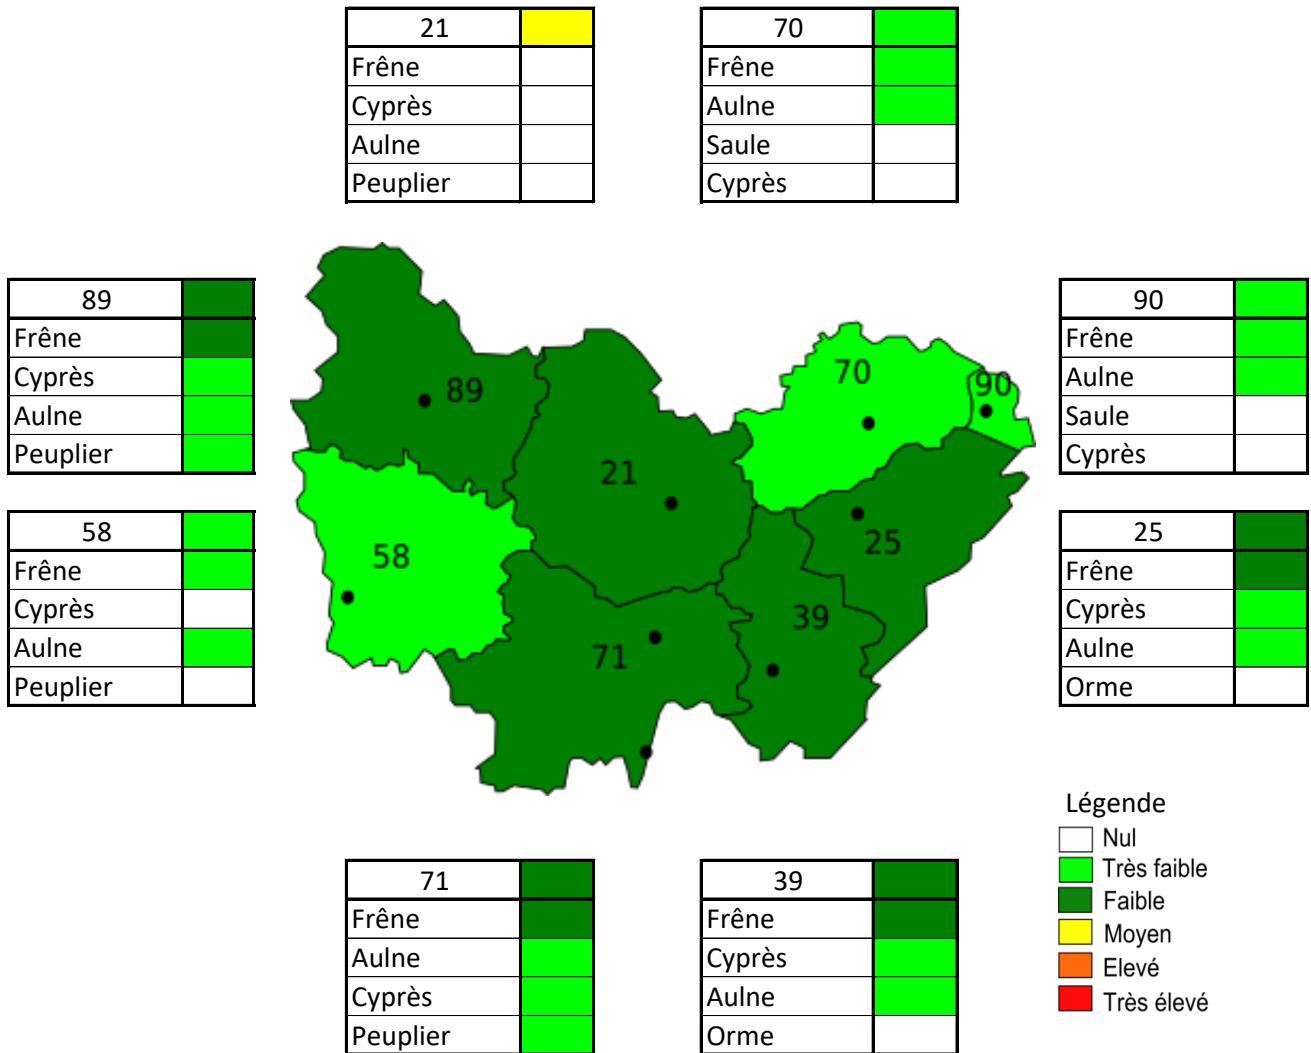 21
Frêne
Cyprès
Aulne
Peuplier
70
Frêne
Aulne
Saule
Cyprès
89
Frêne
Cyprès
Aulne
Peuplier
58
Frêne
Cyprès
Aulne
Peuplier
89
70
90
21
25
58
39
71
90
Frêne
Aulne
Saule
Cyprès
25
Frêne
Cyprès
Aulne
Orme
71
Frêne
Aulne
Cyprès
Peuplier
39
Frêne
Cyprès
Aulne
Orme
Légende
Nul
Très faible
Faible
Moyen
Elevé
Très élevé